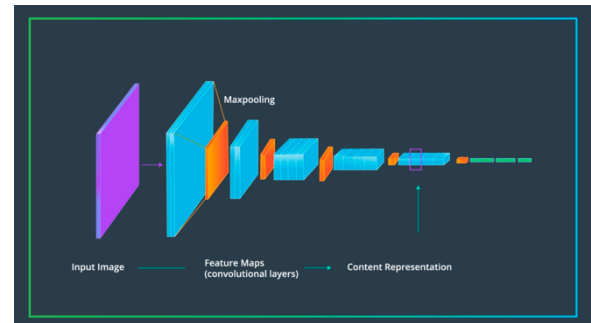 Maxpooling
Input Image
Feature Maps
(convolutional layers)
Content Representation